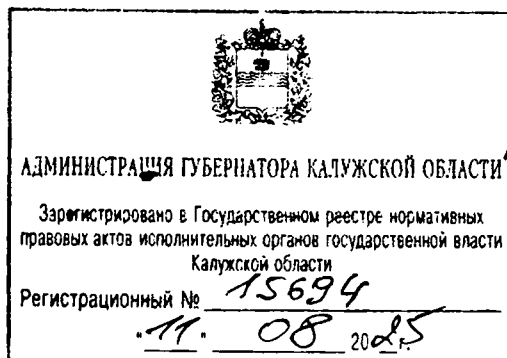 АДМИНИСТРАЦИЯ ГУБЕРНАТОРА КАЛУЖСКОЙ ОБЛАСТИ
Зарегистрировано в Государственном реестре нормативных
правовых актов исполнительных органов государственной власти
Калужской области
Регистрационный № 15694
"11" 08 2025 г.